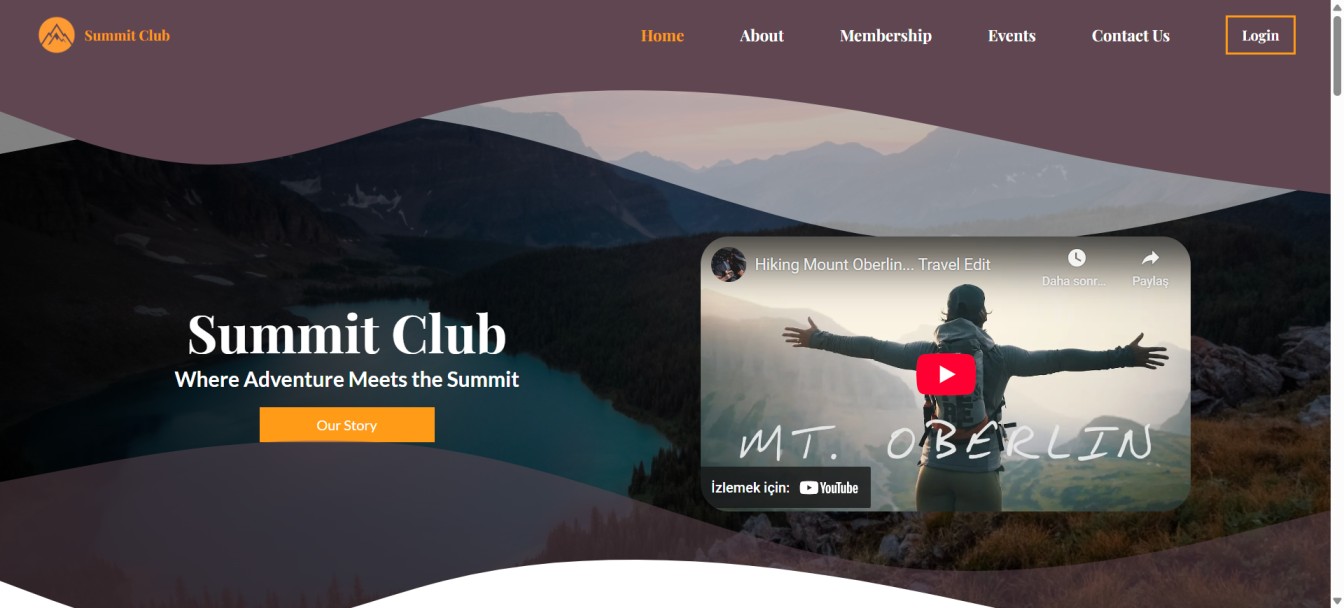 Summit Club
Home
About
Membership
Events
Contact Us
Login
Hiking Mount Oberlin... Travel Edit
Daha sonr...
Paylaş
Summit Club
Where Adventure Meets the Summit
Our Story
MT. OBERLIN
İzlemek için: YouTube